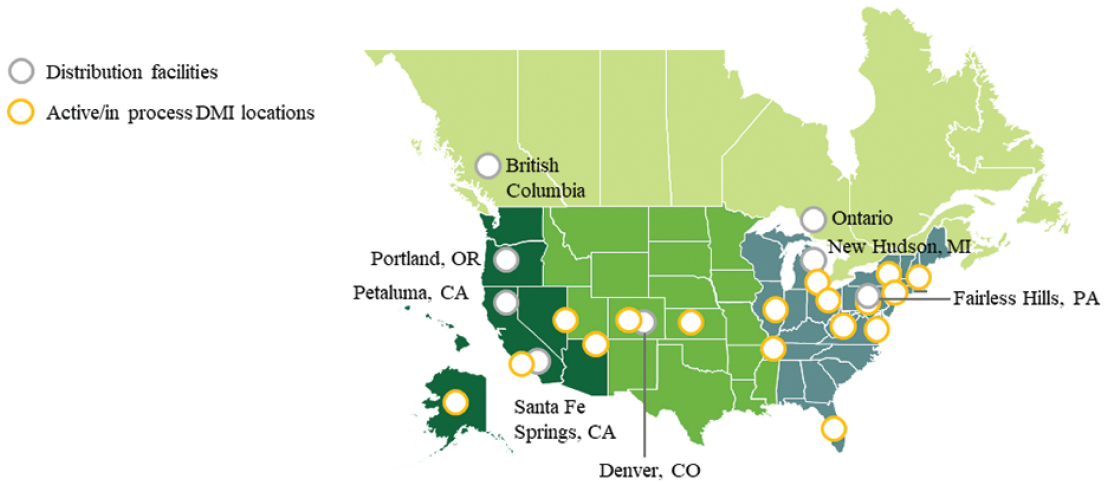 Distribution facilities
Active/in process DMI locations
British
Columbia
Ontario
New Hudson, MI
Portland, OR
Petaluma, CA
Fairless Hills, PA
Santa Fe
Springs, CA
Denver, CO